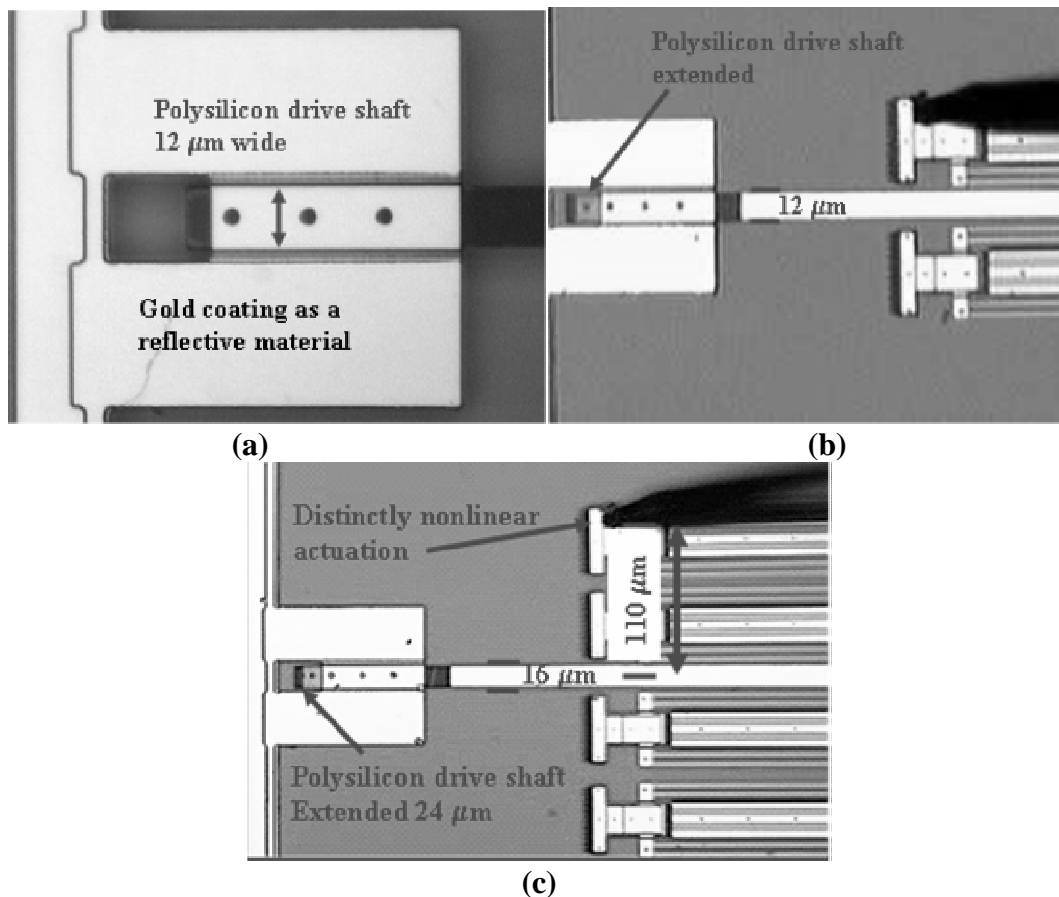 Polysilicon drive shaft
12 μm wide
Gold coating as a
reflective material
(a)
Polysilicon drive shaft
extended
12 μm
(b)
Distinctly nonlinear
actuation
110 μm
16 μm
Polysilicon drive shaft
Extended 24 μm
(c)